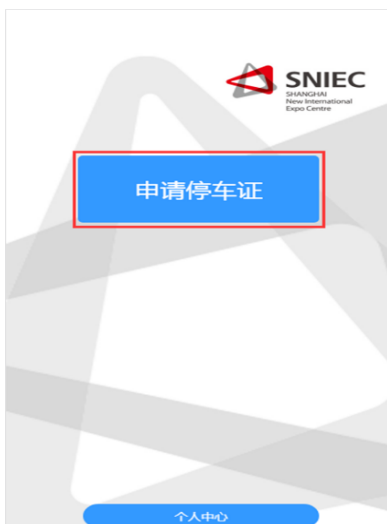 SNIEC
SHANGHAI
New International
Expo Centre
申请停车证
个人中心